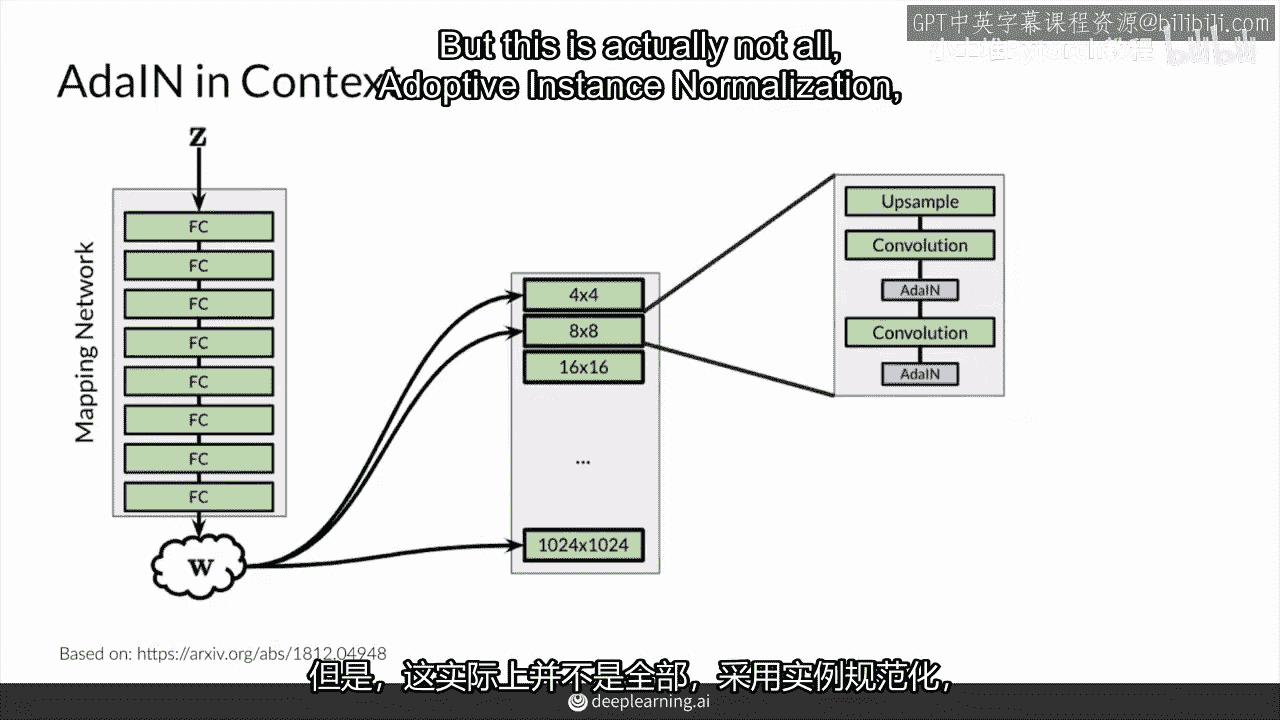 But this is actually not all,
Adoptive Instance Normalization,
GPT中英字幕课程资源@bilibili.com
AdaIN in Context
z
Mapping Network
FC
FC
FC
FC
FC
FC
FC
FC
w
4x4
8x8
16x16
...
1024x1024
Upsample
Convolution
AdaIN
Convolution
AdaIN
Based on: https://arxiv.org/abs/1812.04948
但是，这实际上并不是全部，采用实例规范化，
deeplearning.ai